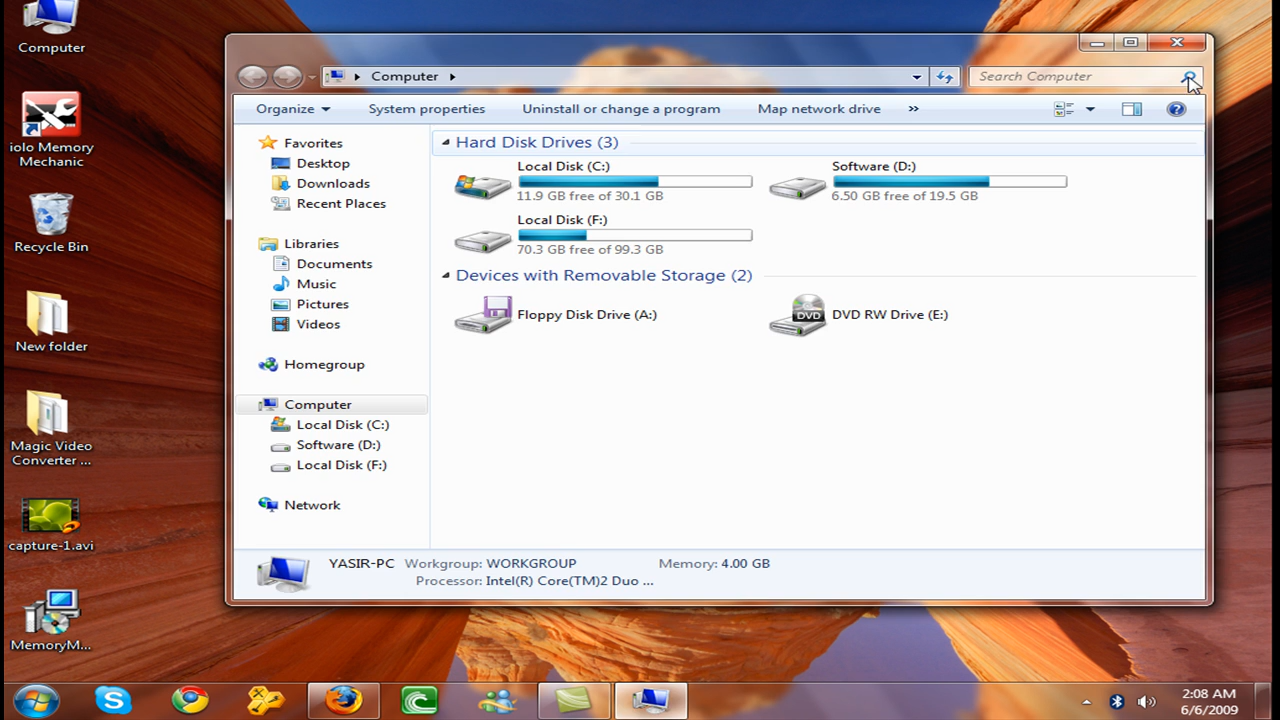 Computer
iolo Memory
Mechanic
Recycle Bin
New folder
Magic Video
Converter ...
capture-1.avi
MemoryM...
Computer
Search Computer
Organize
System properties
Uninstall or change a program
Map network drive
»
Favorites
Desktop
Downloads
Recent Places
Libraries
Documents
Music
Pictures
Videos
Homegroup
Computer
Local Disk (C:)
Software (D:)
Local Disk (F:)
Network
Hard Disk Drives (3)
Local Disk (C:)
11.9 GB free of 30.1 GB
Software (D:)
6.50 GB free of 19.5 GB
Local Disk (F:)
70.3 GB free of 99.3 GB
Devices with Removable Storage (2)
Floppy Disk Drive (A:)
DVD
DVD RW Drive (E:)
YASIR-PC Workgroup: WORKGROUP Memory: 4.00 GB
Processor: Intel(R) Core(TM)2 Duo ...
2:08 AM
6/6/2009